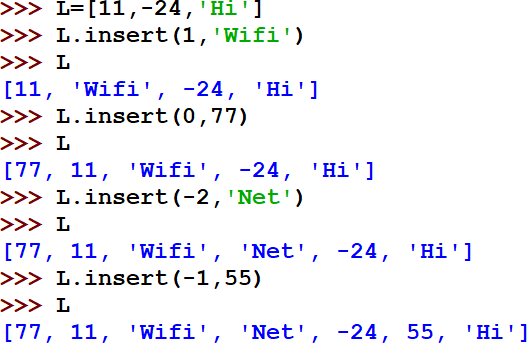 >>> L=[11,-24,'Hi']
>>> L.insert(1,'Wifi')
>>> L
[11, 'Wifi', -24, 'Hi']
>>> L.insert(0,77)
>>> L
[77, 11, 'Wifi', -24, 'Hi']
>>> L.insert(-2,'Net')
>>> L
[77, 11, 'Wifi', 'Net', -24, 'Hi']
>>> L.insert(-1,55)
>>> L
[77, 11, 'Wifi', 'Net', -24, 55, 'Hi']